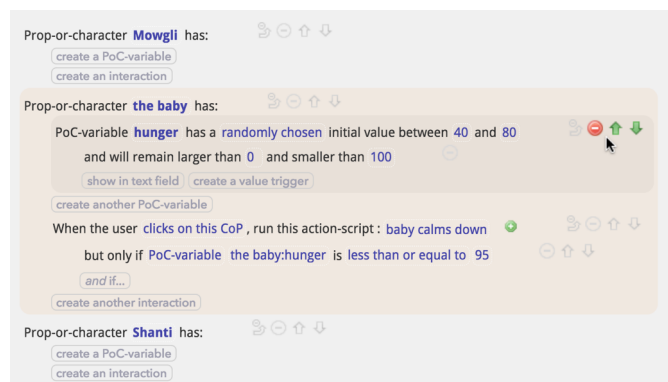 Prop-or-character Mowgli has:
create a PoC-variable
create an interaction
Prop-or-character the baby has:
PoC-variable hunger has a randomly chosen initial value between 40 and 80
and will remain larger than 0 and smaller than 100
show in text field create a value trigger
create another PoC-variable
When the user clicks on this CoP , run this action-script : baby calms down
but only if PoC-variable the baby:hunger is less than or equal to 95
and if...
create another interaction
Prop-or-character Shanti has:
create a PoC-variable
create an interaction